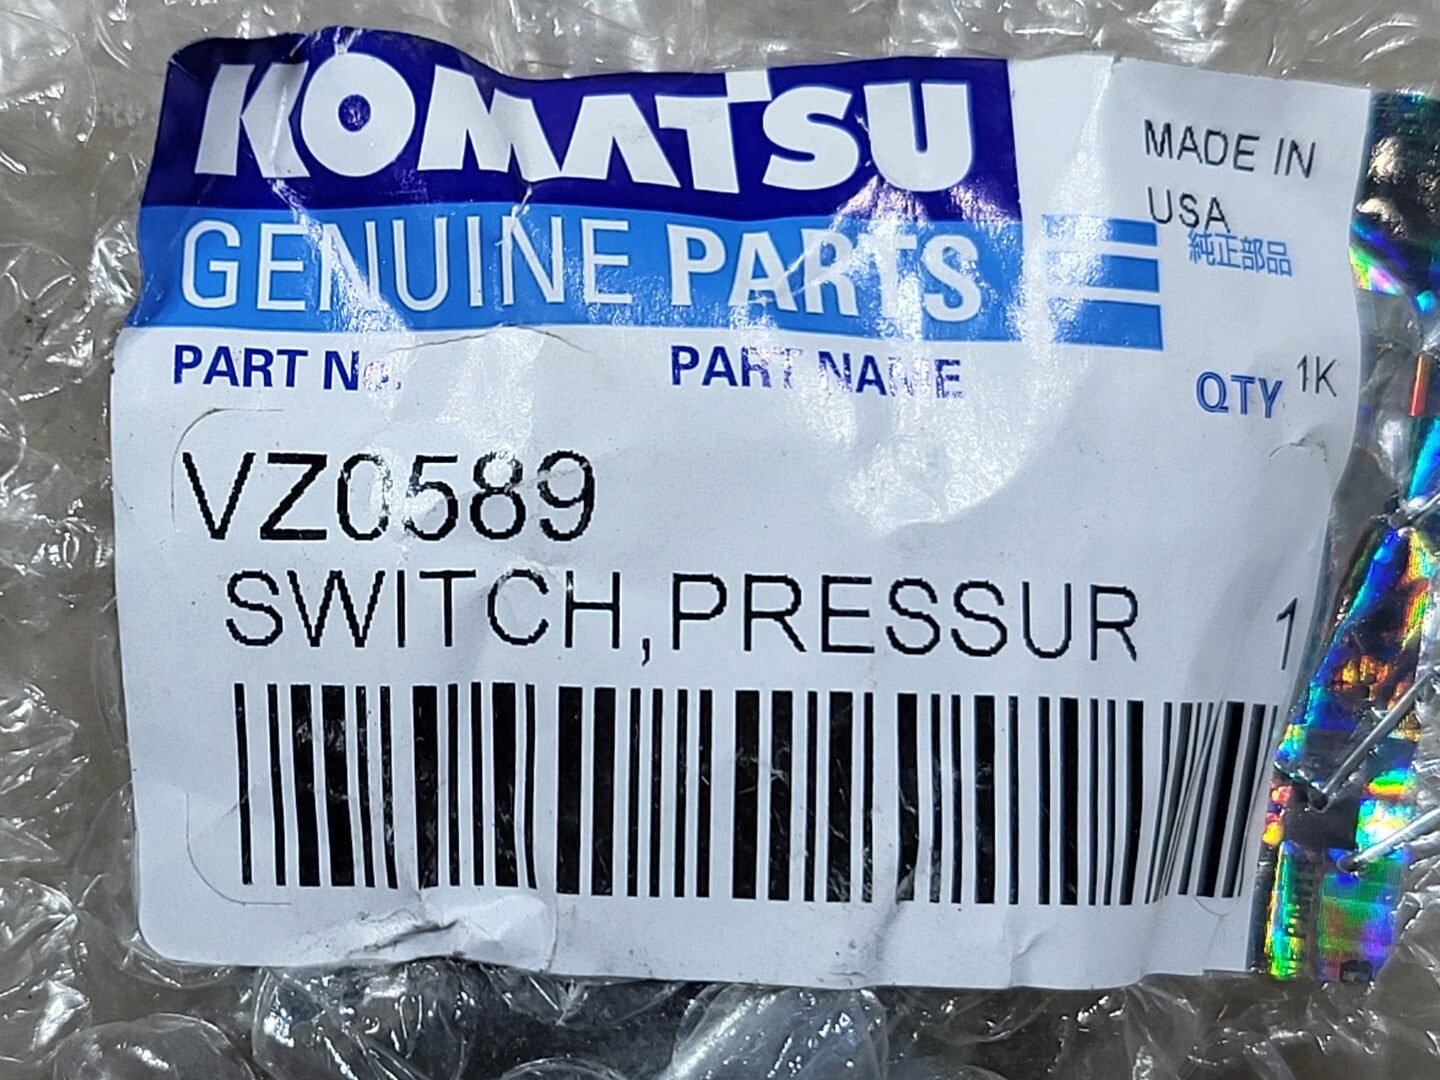 KOMATSU
GENUINE PARTS
MADE IN
USA
純正部品
PART No.
PART NAME
QTY
1K
VZ0589
SWITCH,PRESSUR
1